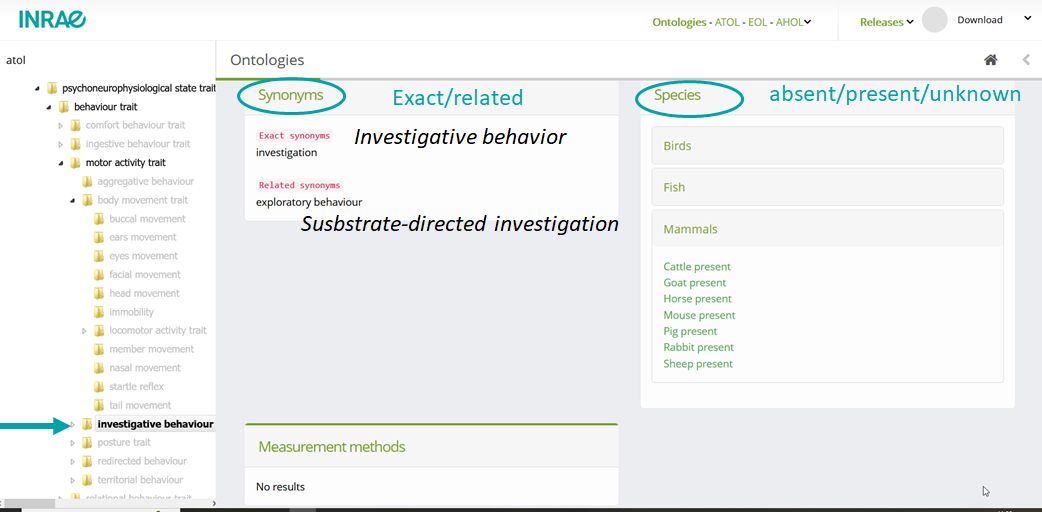 INRAE
Ontologies - ATOL - EOL - AHOL
Releases
Download
atol
psychoneurophysiological state trait
behaviour trait
comfort behaviour trait
ingestive behaviour trait
motor activity trait
aggregative behaviour
body movement trait
buccal movement
ears movement
eyes movement
facial movement
head movement
immobility
locomotor activity trait
member movement
nasal movement
startle reflex
tail movement
investigative behaviour
posture trait
redirected behaviour
territorial behaviour
relational behaviour trait
Ontologies
Synonyms
Exact/related
Exact synonyms
Investigative behavior
investigation
Related synonyms
exploratory behaviour
Susbstrate-directed investigation
Measurement methods
No results
Species
absent/present/unknown
Birds
Fish
Mammals
Cattle present
Goat present
Horse present
Mouse present
Pig present
Rabbit present
Sheep present